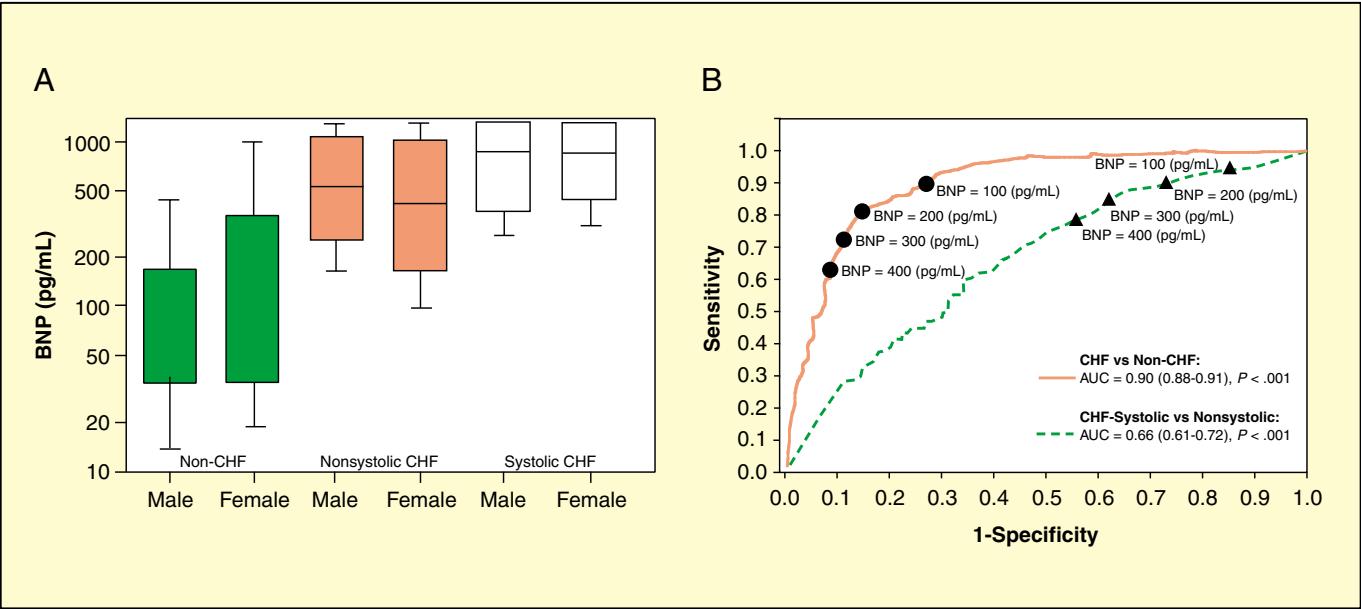 A
BNP (pg/mL)
1000
500
200
100
50
20
10
Non-CHF
Nonsystolic CHF
Systolic CHF
Male
Female
Male
Female
Male
Female
B
Sensitivity
1.0
0.9
0.8
0.7
0.6
0.5
0.4
0.3
0.2
0.1
0.0
BNP = 100 (pg/mL)
BNP = 200 (pg/mL)
BNP = 300 (pg/mL)
BNP = 400 (pg/mL)
BNP = 100 (pg/mL)
BNP = 200 (pg/mL)
BNP = 300 (pg/mL)
BNP = 400 (pg/mL)
CHF vs Non-CHF:
AUC = 0.90 (0.88-0.91), P < .001
CHF-Systolic vs Nonsystolic:
AUC = 0.66 (0.61-0.72), P < .001
0.0 0.1 0.2 0.3 0.4 0.5 0.6 0.7 0.8 0.9 1.0
1-Specificity